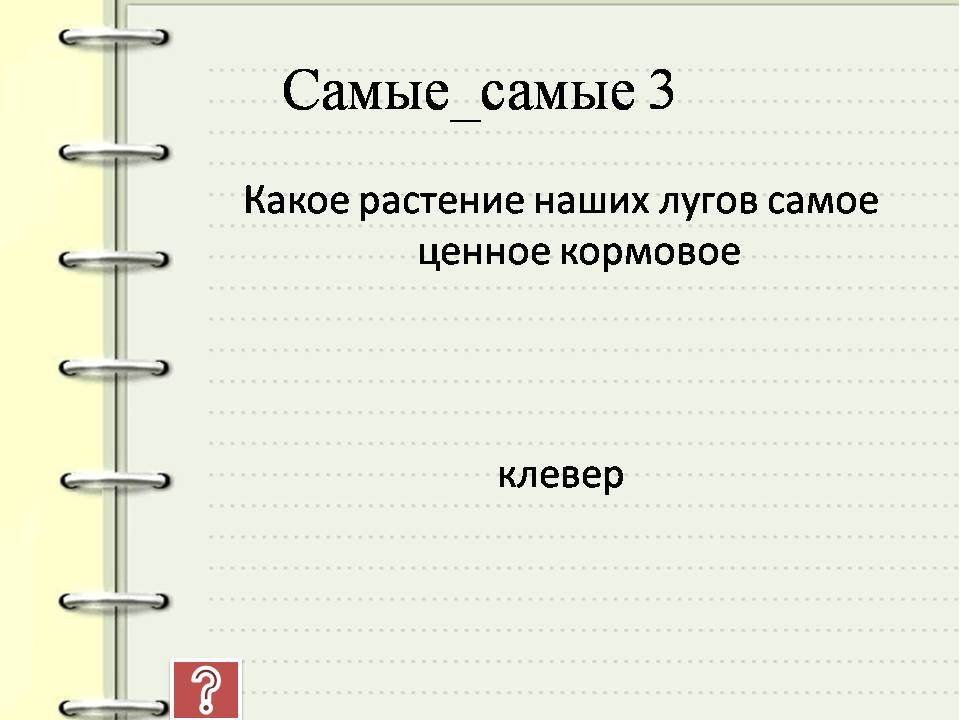 Самые_самые 3
Какое растение наших лугов самое
ценное кормовое
клевер
?